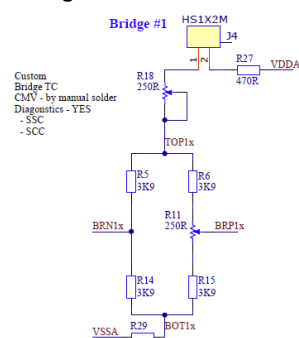 Bridge #1
HS1X2M
J4
1 2
R27
VDDA
470R
Custom
Bridge TC
CMV - by manual solder
Diagonstics - YES
- SSC
- SCC
R18
250R
TOP1x
R5
3K9
R6
3K9
R11
250R
BRN1x
BRP1x
R14
3K9
R15
3K9
VSSA
R29
BOT1x